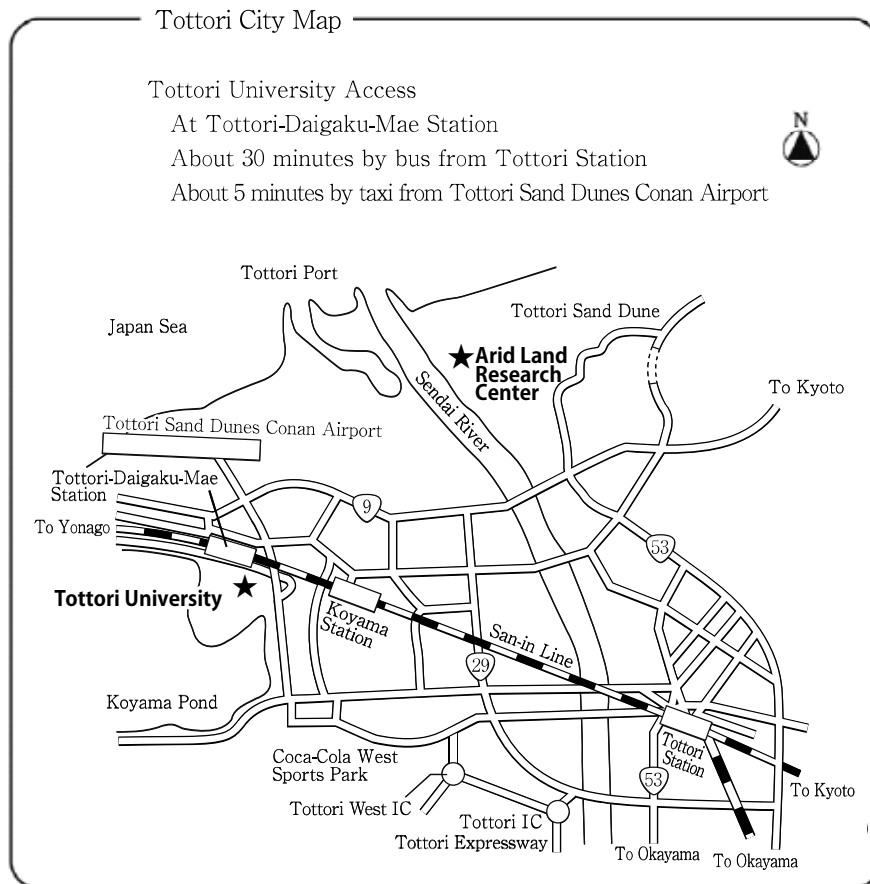 Tottori City Map
Tottori University Access
At Tottori-Daigaku-Mae Station
About 30 minutes by bus from Tottori Station
About 5 minutes by taxi from Tottori Sand Dunes Conan Airport
N
Tottori Port
Tottori Sand Dune
Japan Sea
Arid Land
Research
Center
Sendai River
To Kyoto
Tottori Sand Dunes Conan Airport
Tottori-Daigaku-Mae
Station
9
To Yonago
53
Tottori University
Koyama
Station
San-in Line
29
Koyama Pond
Tottori
Station
Coca-Cola West
Sports Park
53
To Kyoto
Tottori West IC
Tottori IC
Tottori Expressway
To Okayama
To Okayama